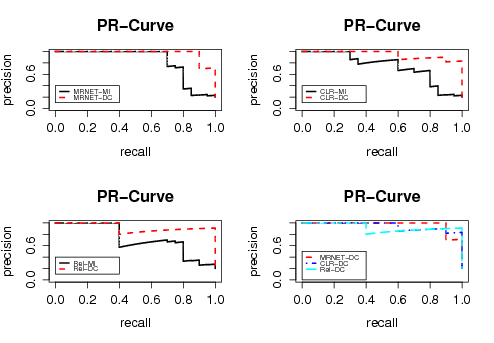 PR−Curve
precision
0.0 0.6
MRNET−MI
MRNET−DC
0.0 0.2 0.4 0.6 0.8 1.0
recall
PR−Curve
precision
0.0 0.6
CLR−MI
CLR−DC
0.0 0.2 0.4 0.6 0.8 1.0
recall
PR−Curve
precision
0.0 0.6
Rel−MI
Rel−DC
0.0 0.2 0.4 0.6 0.8 1.0
recall
PR−Curve
precision
0.0 0.6
MRNET−DC
CLR−DC
Rel−DC
0.0 0.2 0.4 0.6 0.8 1.0
recall